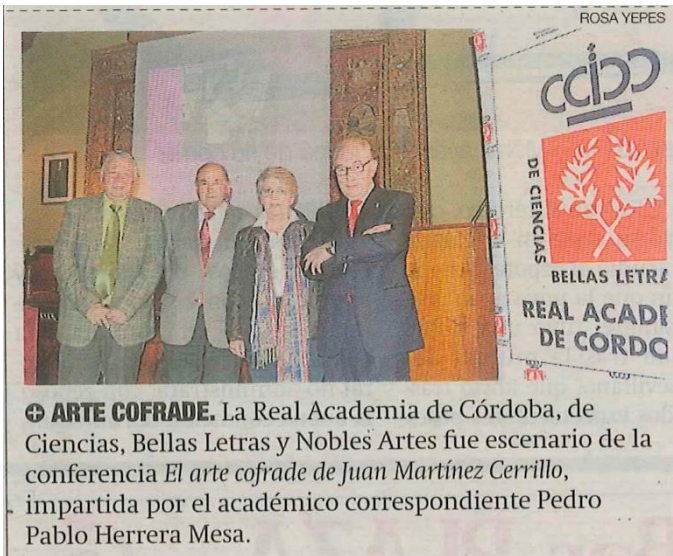 ROSA YEPES
CCIDD
DE CIENCIAS
BELLAS LETRA
REAL ACADE
DE CÓRDO
ARTE COFRADE. La Real Academia de Córdoba, de
Ciencias, Bellas Letras y Nobles Artes fue escenario de la
conferencia El arte cofrade de Juan Martínez Cerrillo,
impartida por el académico correspondiente Pedro
Pablo Herrera Mesa.